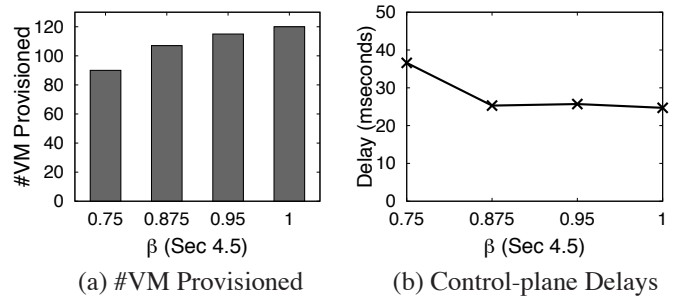 #VM Provisioned
120
100
80
60
40
20
0
0.75 0.875 0.95 1
β (Sec 4.5)
(a) #VM Provisioned
Delay (mseconds)
50
40
30
20
10
0
0.75 0.875 0.95 1
β (Sec 4.5)
(b) Control-plane Delays